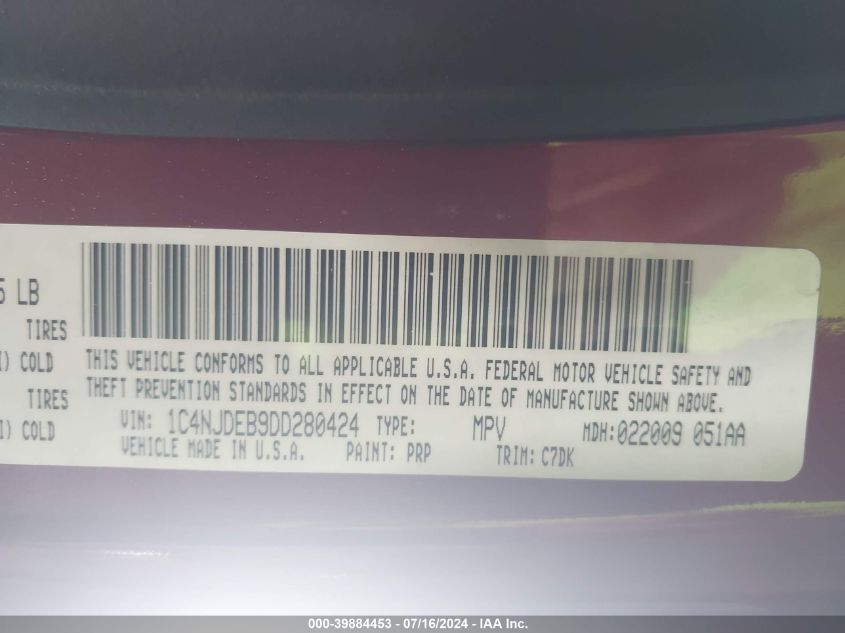 5 LB
TIRES
I) COLD
TIRES
I) COLD
THIS VEHICLE CONFORMS TO ALL APPLICABLE U.S.A. FEDERAL MOTOR VEHICLE SAFETY AND
THEFT PREVENTION STANDARDS IN EFFECT ON THE DATE OF MANUFACTURE SHOWN ABOVE.
VIN: 1C4NJDEB9DD280424 TYPE: MPV MDH:022009 051AA
VEHICLE MADE IN U.S.A. PAINT: PRP TRIM: C7DK
000-39884453 - 07/16/2024 - IAA Inc.